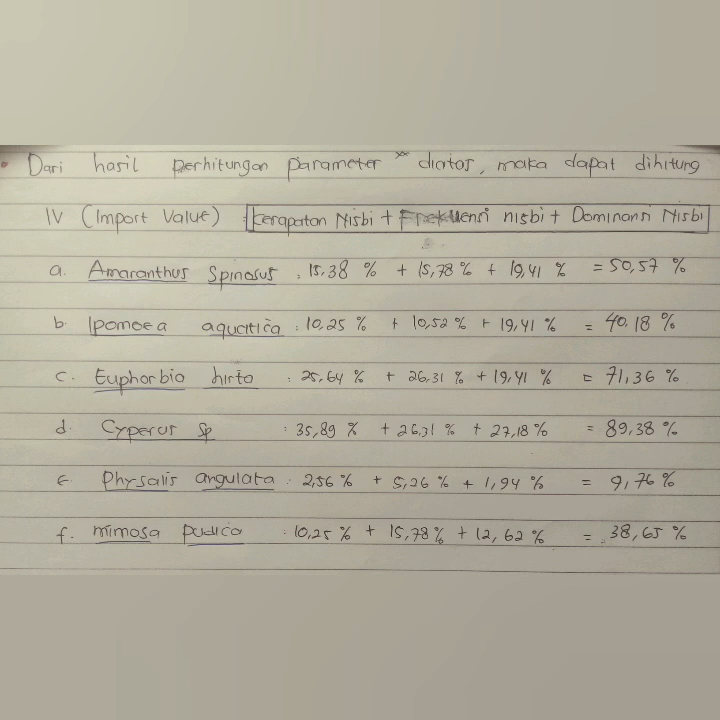 • Dari hasil perhitungan parameter" diatas, maka dapat dihitung
IV (Import Value) : Kerapatan Nisbi + Frekuensi nisbi + Dominansi Nisbi
a. Amaranthus Spinosus : 15,38 % + 15,78 % + 19,41 % = 50,57 %
b. Ipomoea aquatica : 10,25 % + 10,52 % + 19,41 % = 40,18 %
c. Euphorbia hirta : 25,64 % + 26,31 % + 19,41 % = 71,36 %
d. Cyperus sp : 35,89 % + 26,31 % + 27,18 % = 89,38 %
e. Physalis angulata : 2,56 % + 5,26 % + 1,94 % = 9,76 %
f. mimosa pudica : 10,25 % + 15,78 % + 12,62 % = 38,65 %